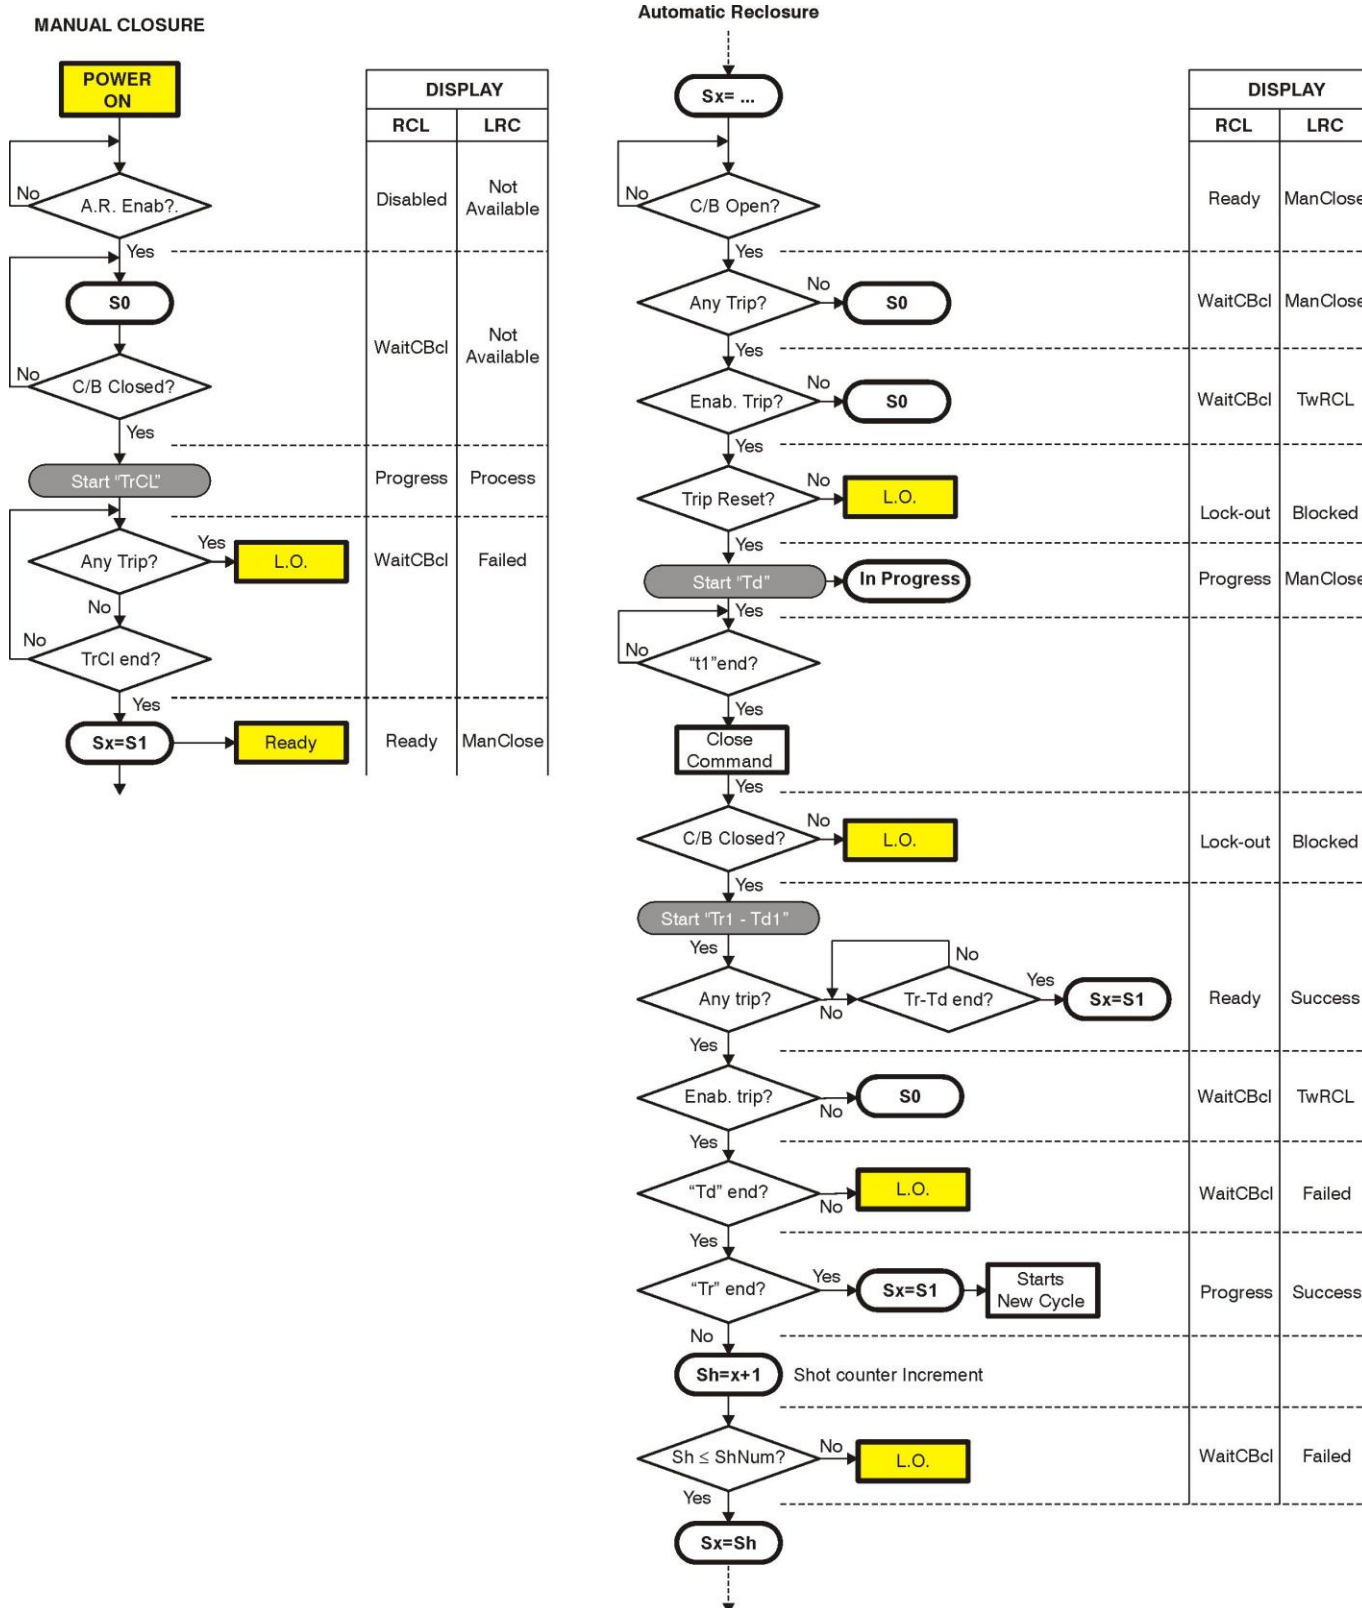 MANUAL CLOSURE
POWER
ON
DISPLAY
RCL LRC
No
A.R. Enab?.
Disabled
Not
Available
Yes
S0
WaitCBcl
Not
Available
No
C/B Closed?
Yes
Start "TrCL"
Progress Process
Any Trip?
Yes
L.O.
WaitCBcl Failed
No
No
TrCl end?
Yes
Sx=S1
Ready
Ready ManClose
Automatic Reclosure
Sx= ...
DISPLAY
RCL LRC
No
C/B Open?
Ready ManClose
Yes
Any Trip?
No
S0
WaitCBcl ManClose
Yes
Enab. Trip?
No
S0
WaitCBcl TwRCL
Yes
Trip Reset?
No
L.O.
Lock-out Blocked
Yes
Start "Td"
In Progress
Progress ManClose
Yes
No
"t1"end?
Yes
Close
Command
Yes
C/B Closed?
No
L.O.
Lock-out Blocked
Yes
Start "Tr1 - Td1"
Yes
Any trip?
No
No
Tr-Td end?
Yes
Sx=S1
Ready Success
Yes
Enab. trip?
No
S0
WaitCBcl TwRCL
Yes
"Td" end?
No
L.O.
WaitCBcl Failed
Yes
"Tr" end?
Yes
Sx=S1
Starts
New Cycle
Progress Success
No
Sh=x+1
Shot counter Increment
Sh ≤ ShNum?
No
L.O.
WaitCBcl Failed
Yes
Sx=Sh